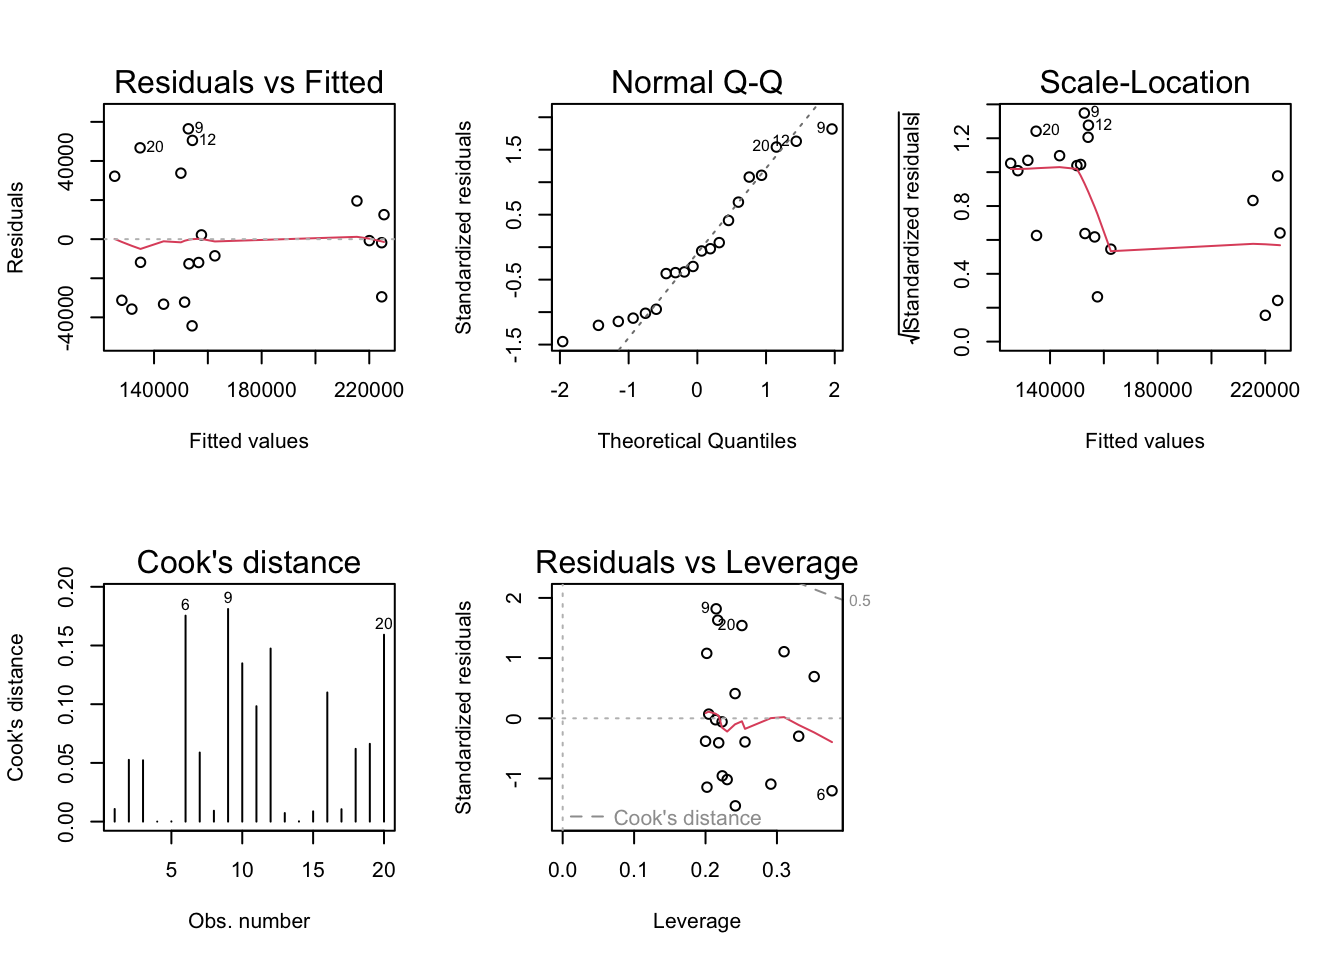 Residuals vs Fitted
Residuals
-40000 0 40000
9
12
20
140000 180000 220000
Fitted values
Normal Q-Q
Standardized residuals
-1.5 -0.5 0.5 1.5
9
12
20
-2 -1 0 1 2
Theoretical Quantiles
Scale-Location
√|Standardized residuals|
0.0 0.4 0.8 1.2
9
12
20
140000 180000 220000
Fitted values
Cook's distance
Cook's distance
0.00 0.05 0.10 0.15 0.20
6
9
20
5 10 15 20
Obs. number
Residuals vs Leverage
Standardized residuals
-1 0 1 2
0.5
9
20
6
Cook's distance
0.0 0.1 0.2 0.3
Leverage